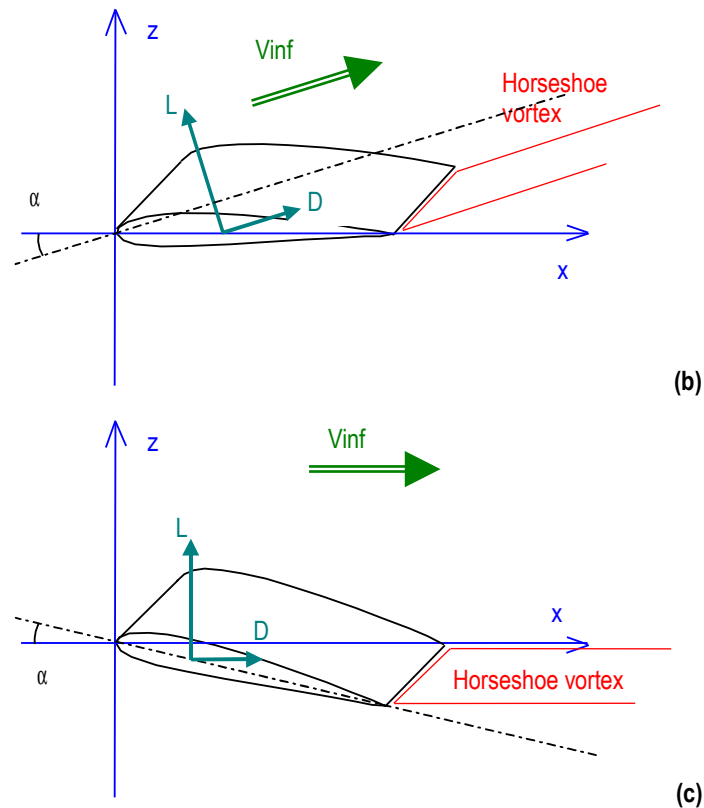 z
Vinf
Horseshoe
vortex
L
D
α
x
(b)
z
Vinf
L
x
D
α
Horseshoe vortex
(c)